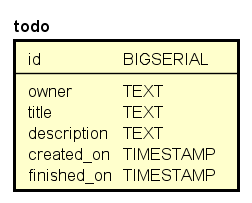 todo
id BIGSERIAL
owner TEXT
title TEXT
description TEXT
created_on TIMESTAMP
finished_on TIMESTAMP